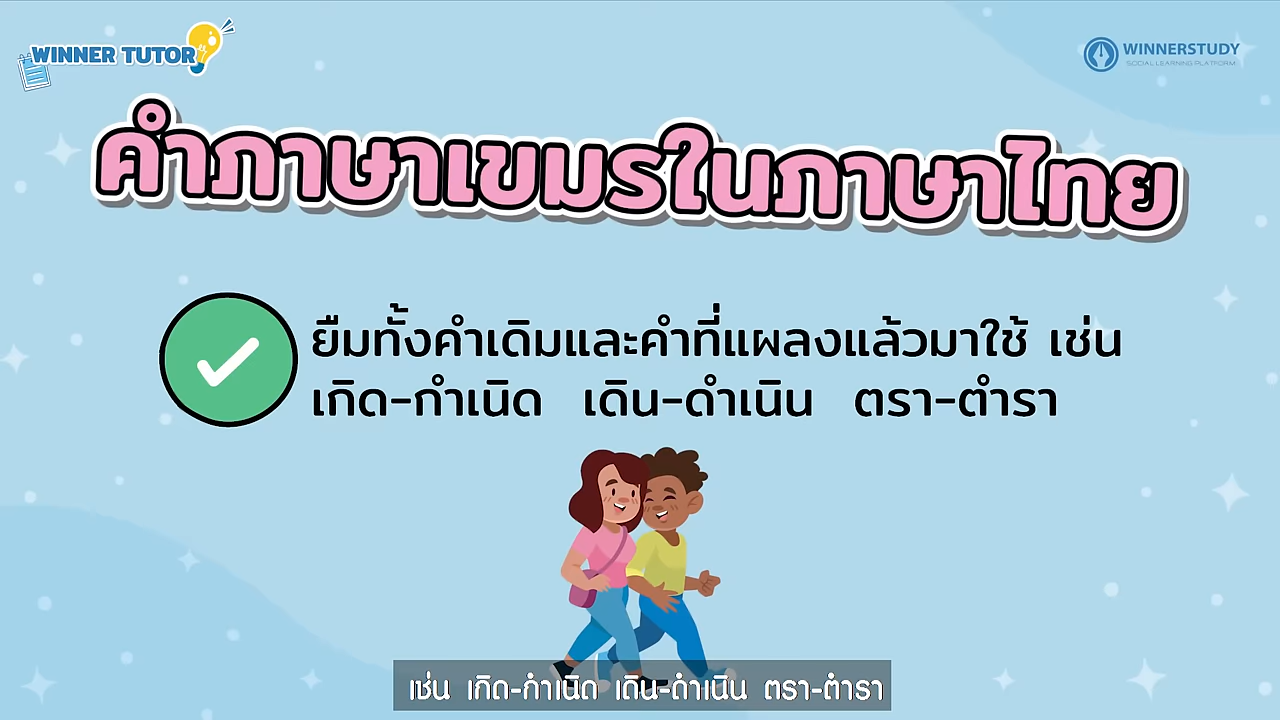 WINNER TUTOR
WINNERSTUDY
SOCIAL LEARNING PLATFORM
คำภาษาเขมรในภาษาไทย
ยืมทั้งคำเดิมและคำที่แผลงแล้วมาใช้ เช่น
เกิด-กำเนิด เดิน-ดำเนิน ตรา-ตำรา
เช่น เกิด-กำเนิด เดิน-ดำเนิน ตรา-ตำรา